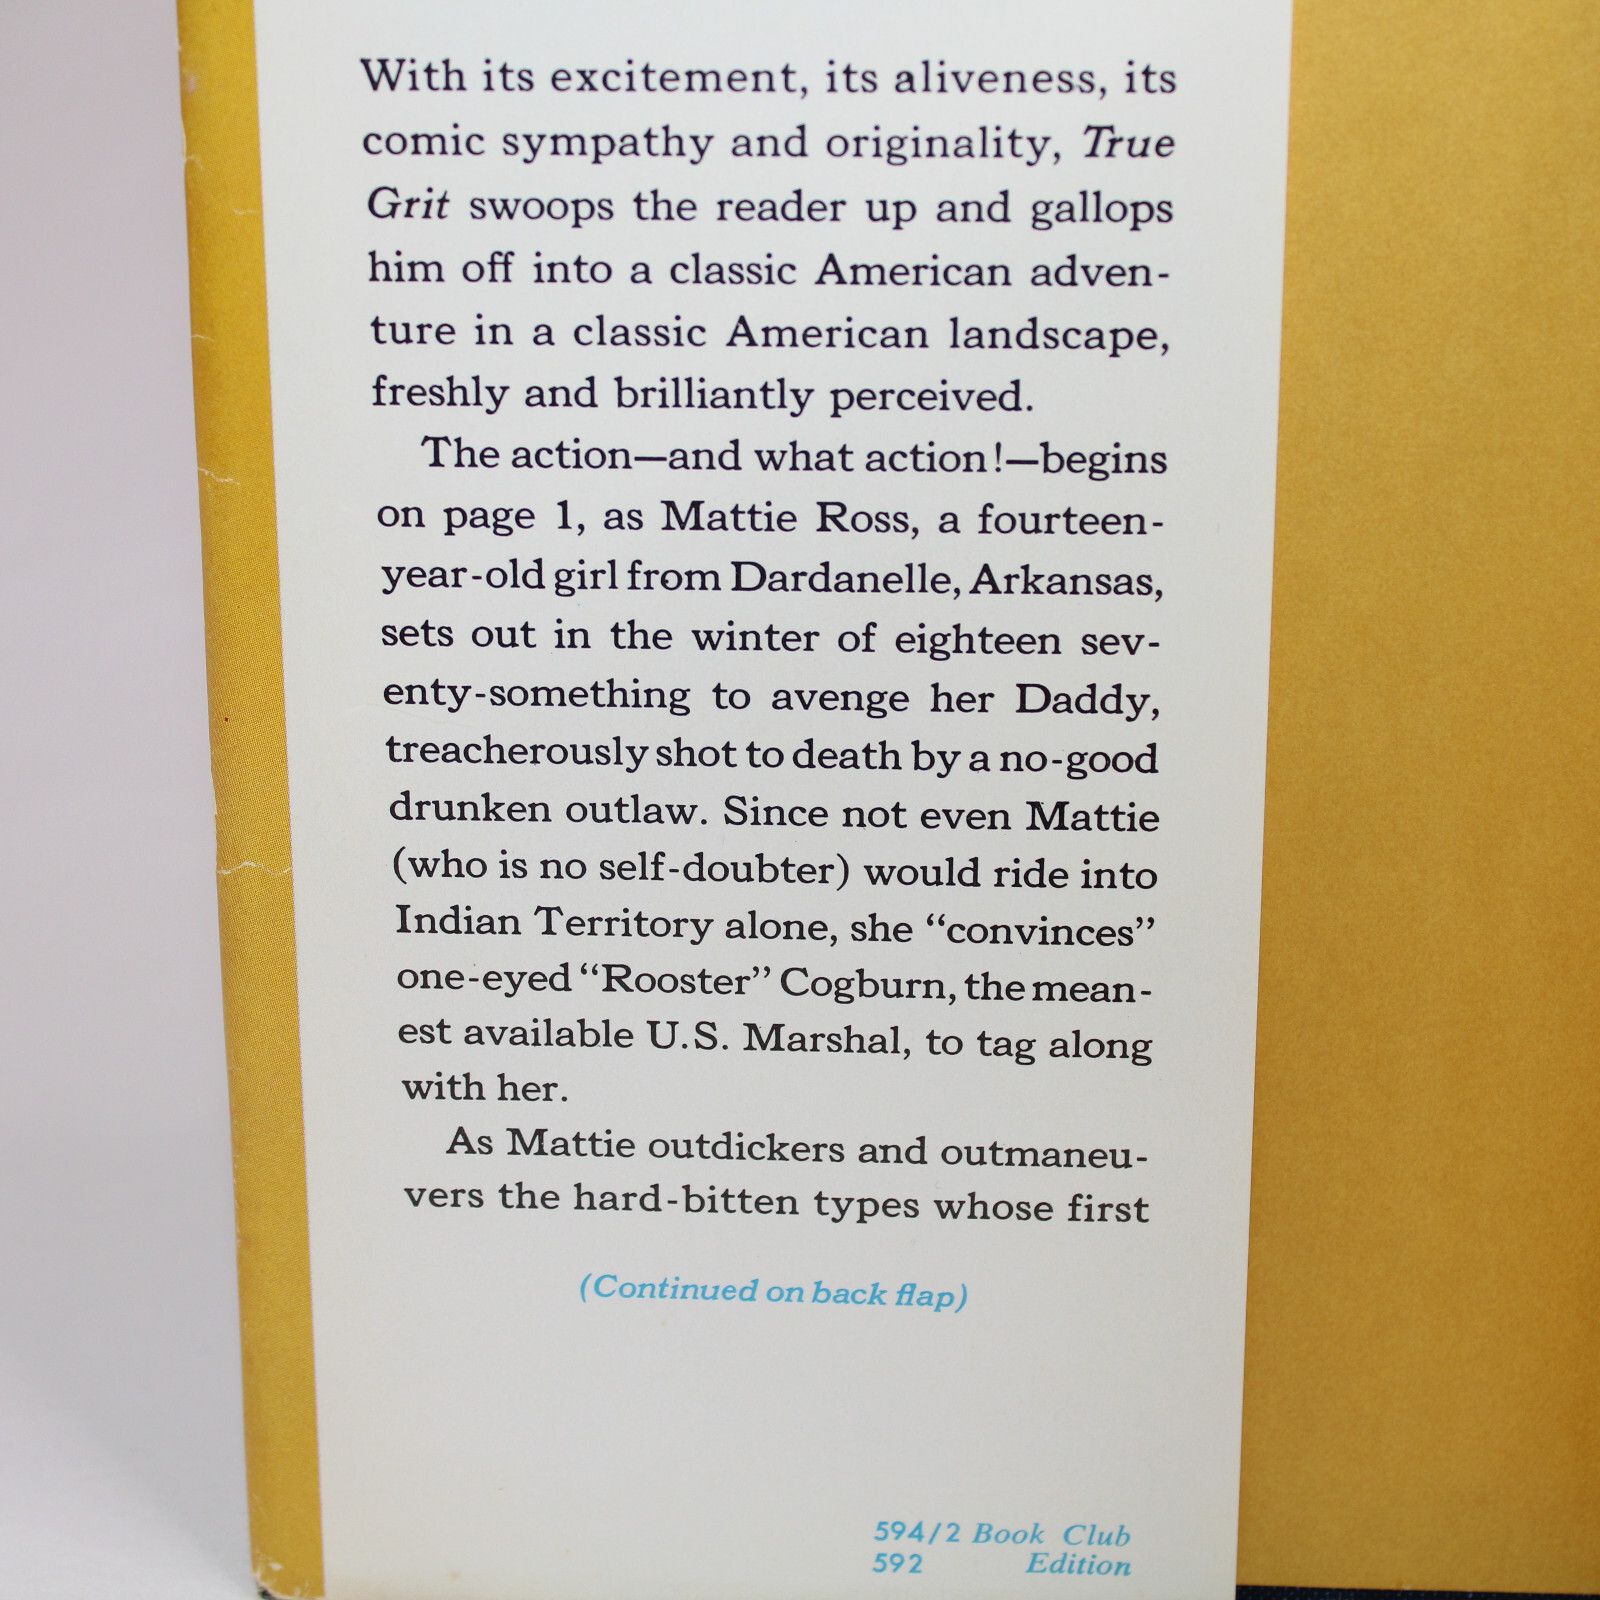 With its excitement, its aliveness, its
comic sympathy and originality, True
Grit swoops the reader up and gallops
him off into a classic American adven-
ture in a classic American landscape,
freshly and brilliantly perceived.
The action—and what action!—begins
on page 1, as Mattie Ross, a fourteen-
year-old girl from Dardanelle, Arkansas,
sets out in the winter of eighteen sev-
enty-something to avenge her Daddy,
treacherously shot to death by a no-good
drunken outlaw. Since not even Mattie
(who is no self-doubter) would ride into
Indian Territory alone, she “convinces”
one-eyed “Rooster” Cogburn, the mean-
est available U.S. Marshal, to tag along
with her.
As Mattie outdickers and outmaneu-
vers the hard-bitten types whose first
(Continued on back flap)
594/2 Book Club
592 Edition